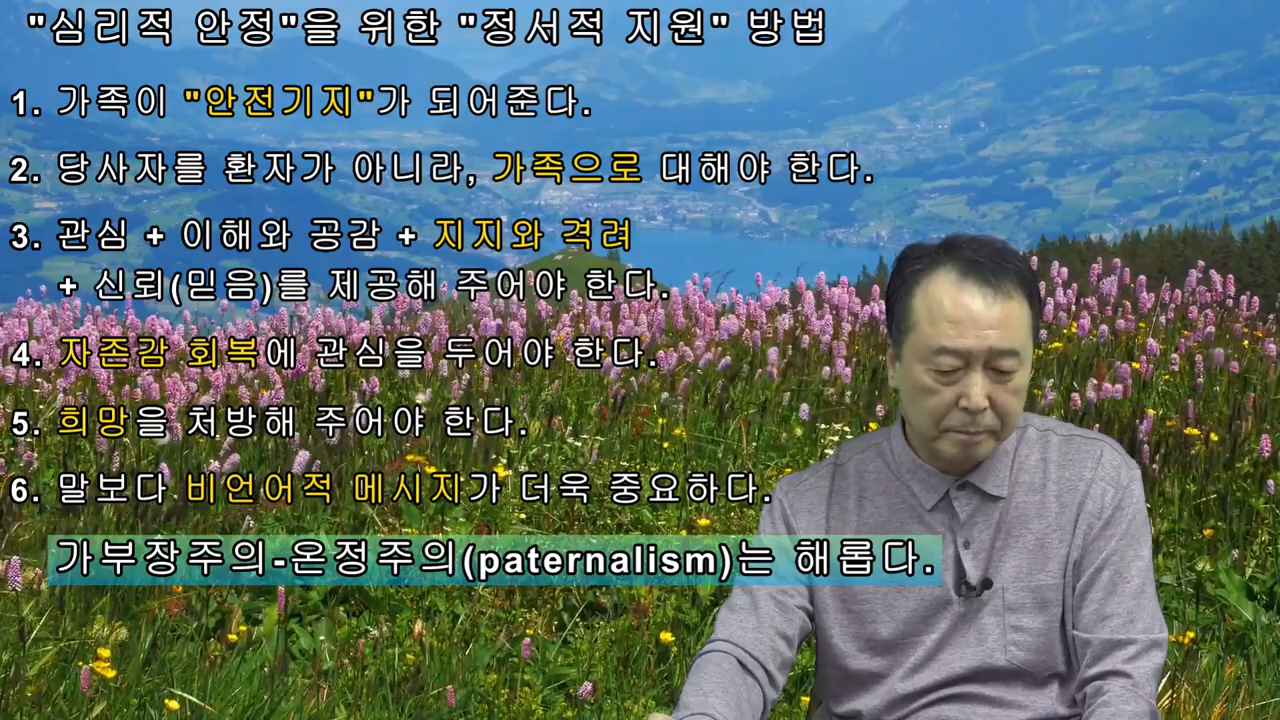 "심리적 안정"을 위한 "정서적 지원" 방법
1. 가족이 "안전기지"가 되어준다.
2. 당사자를 환자가 아니라, 가족으로 대해야 한다.
3. 관심 + 이해와 공감 + 지지와 격려
+ 신뢰(믿음)를 제공해 주어야 한다.
4. 자존감 회복에 관심을 두어야 한다.
5. 희망을 처방해 주어야 한다.
6. 말보다 비언어적 메시지가 더욱 중요하다.
가부장주의-온정주의(paternalism)는 해롭다.